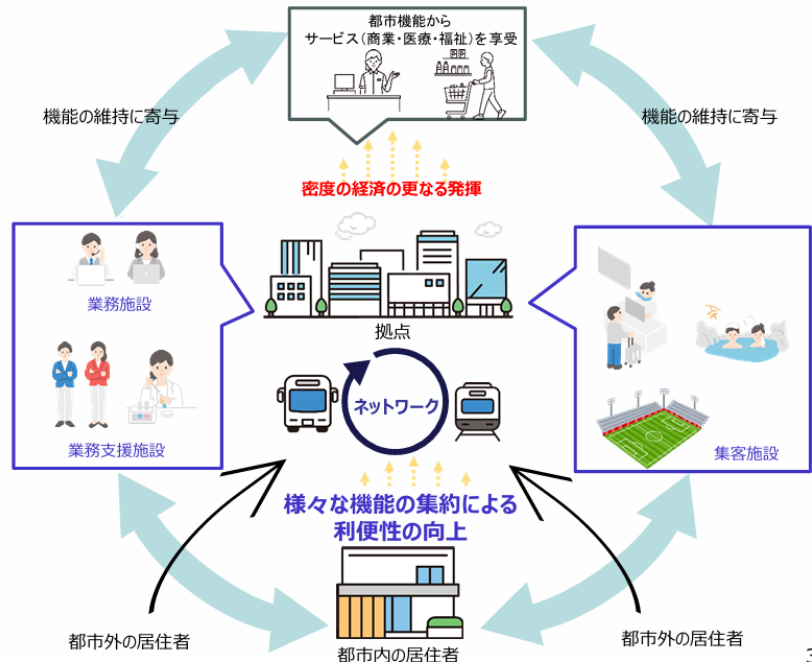 都市機能から
サービス(商業・医療・福祉)を享受
機能の維持に寄与
機能の維持に寄与
密度の経済の更なる発揮
業務施設
拠点
ネットワーク
業務支援施設
集客施設
様々な機能の集約による
利便性の向上
都市外の居住者
都市内の居住者
都市外の居住者
3